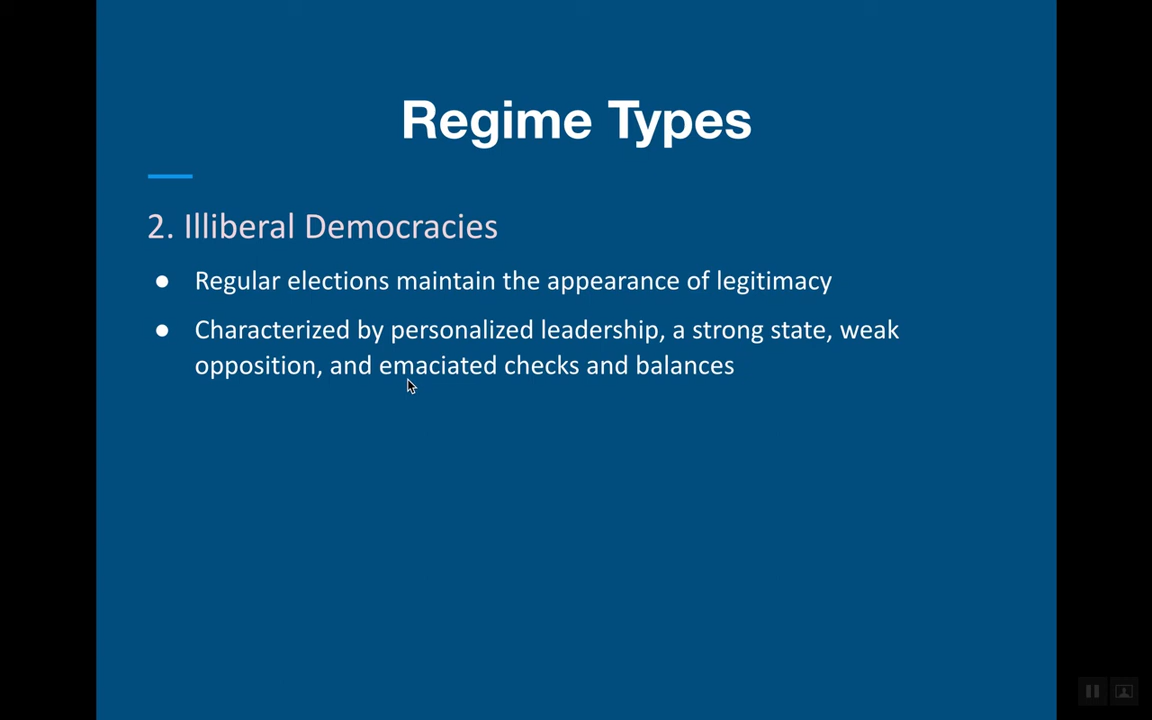 Regime Types
2. Illiberal Democracies
● Regular elections maintain the appearance of legitimacy
● Characterized by personalized leadership, a strong state, weak
opposition, and emaciated checks and balances